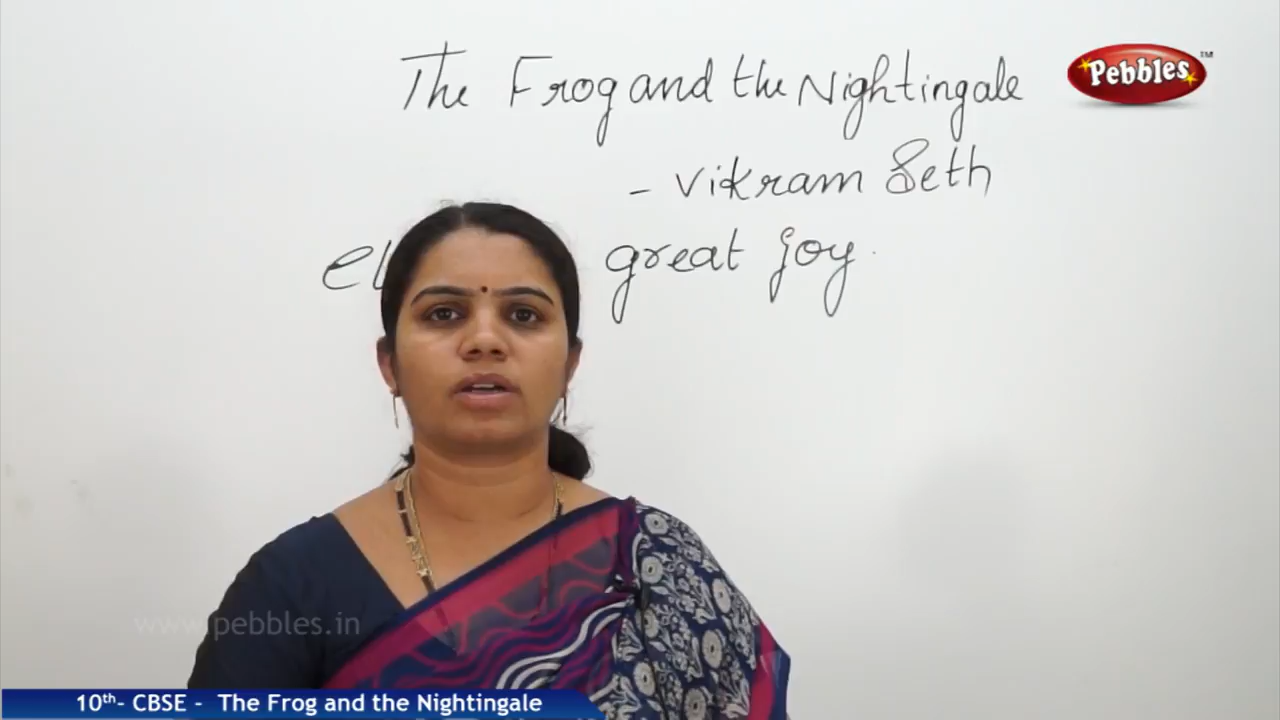 The Frog and the Nightingale
Pebbles™
- Vikram Seth
great joy.
www.pebbles.in
10th- CBSE - The Frog and the Nightingale